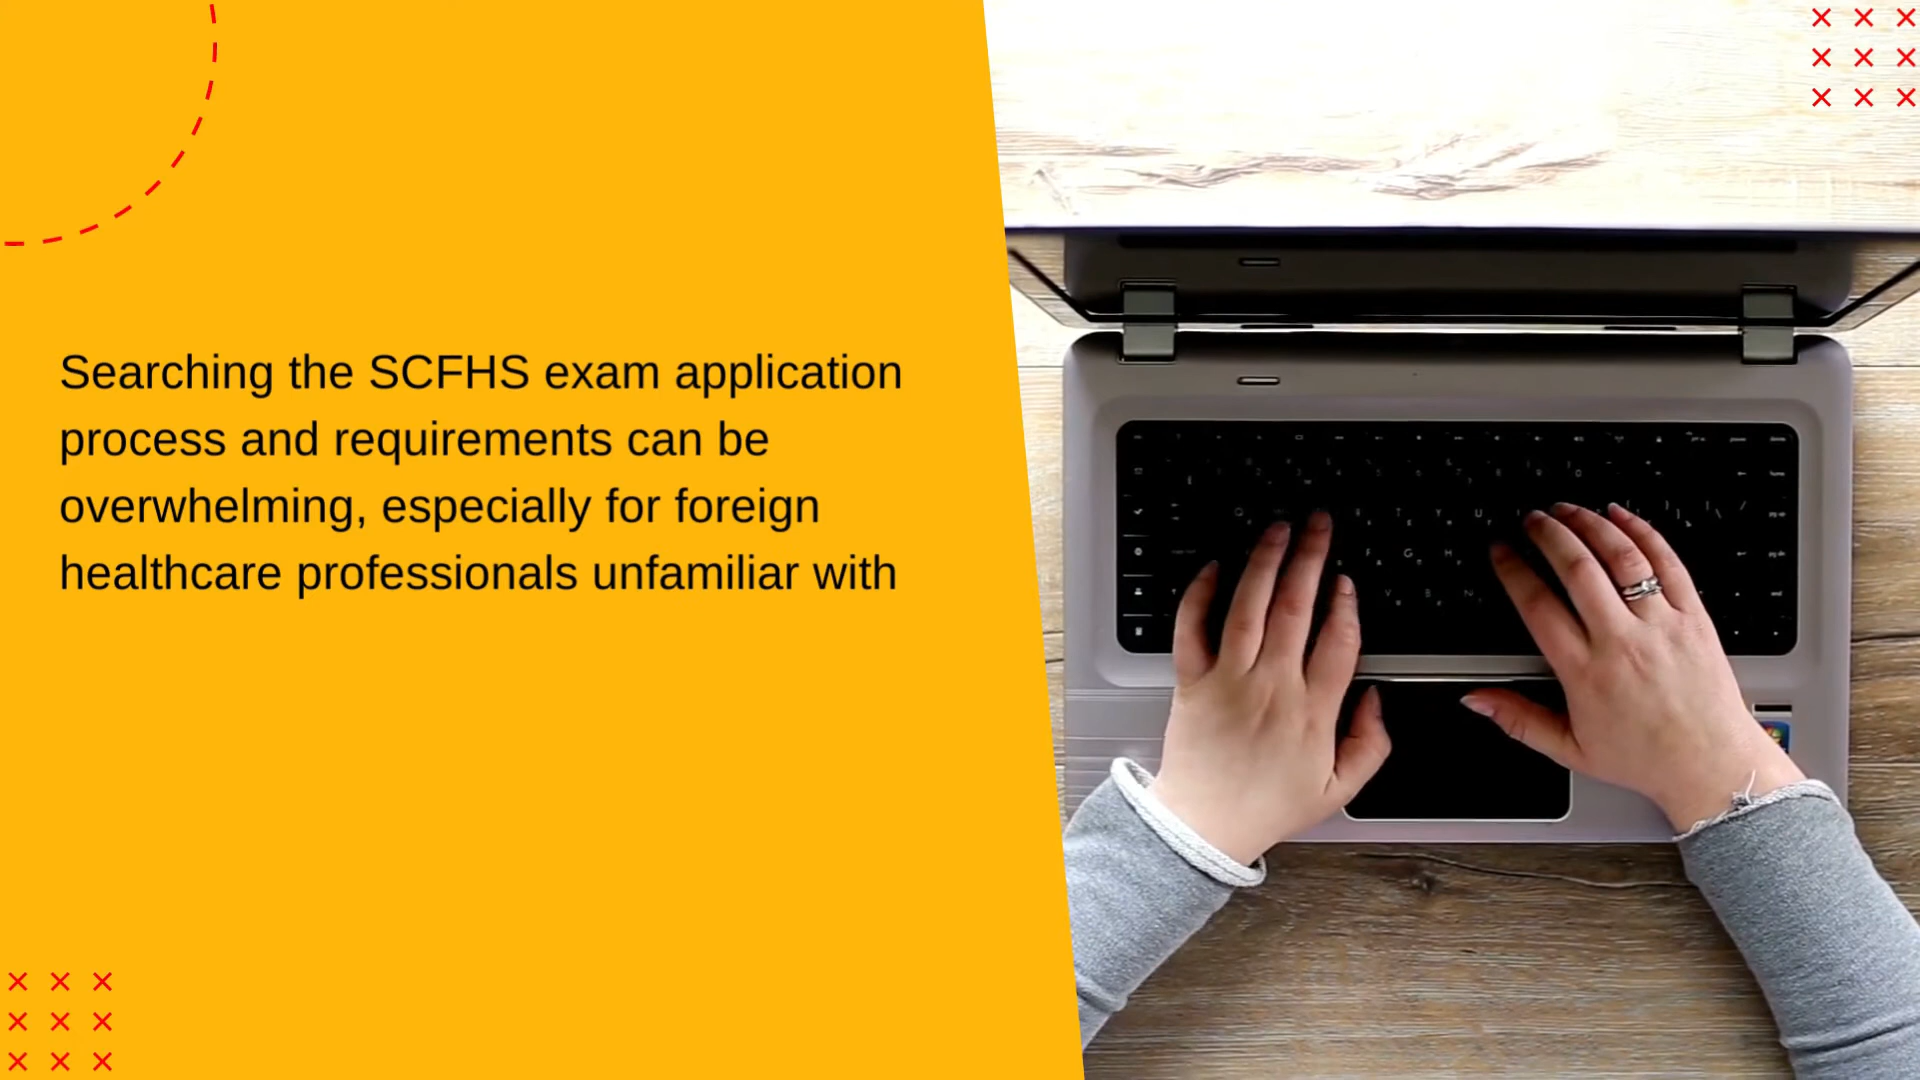 Searching the SCFHS exam application
process and requirements can be
overwhelming, especially for foreign
healthcare professionals unfamiliar with